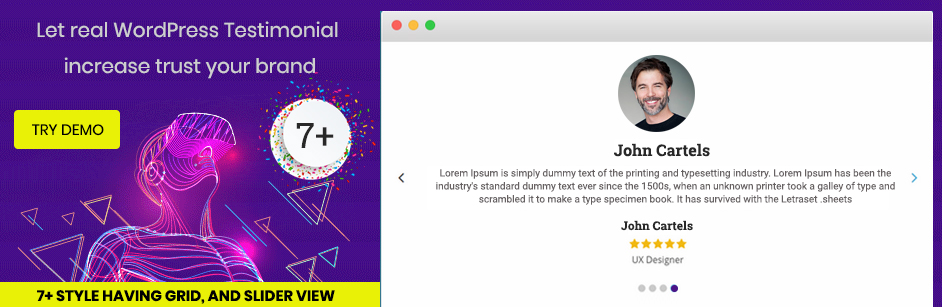 Let real WordPress Testimonial
increase trust your brand
TRY DEMO
7+
7+ STYLE HAVING GRID, AND SLIDER VIEW
John Cartels
Lorem Ipsum is simply dummy text of the printing and typesetting industry. Lorem Ipsum has been the
industry's standard dummy text ever since the 1500s, when an unknown printer took a galley of type and
scrambled it to make a type specimen book. It has survived with the Letraset .sheets
John Cartels
UX Designer